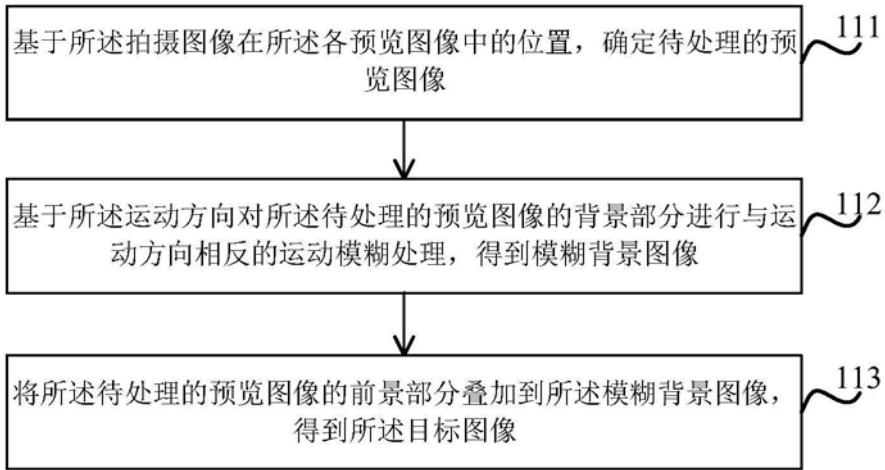 基于所述拍摄图像在所述各预览图像中的位置，确定待处理的预
览图像
111
基于所述运动方向对所述待处理的预览图像的背景部分进行与运
动方向相反的运动模糊处理，得到模糊背景图像
112
将所述待处理的预览图像的前景部分叠加到所述模糊背景图像，
得到所述目标图像
113